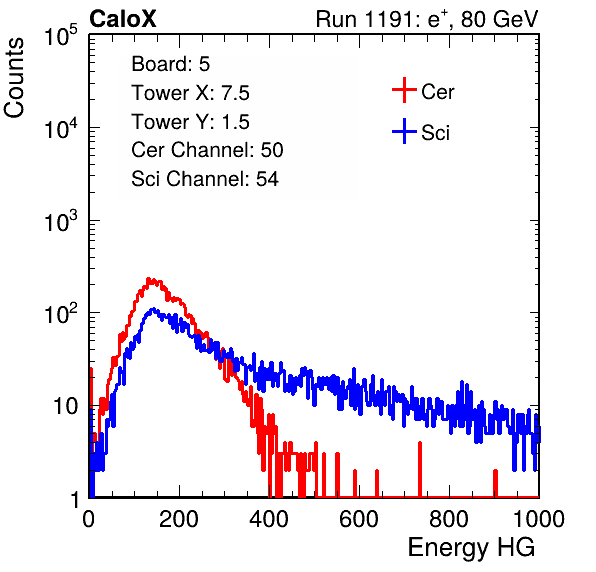 CaloX Run 1191: e⁺, 80 GeV
Counts
10⁵
10⁴
10³
10²
10
1
Board: 5
Tower X: 7.5
Tower Y: 1.5
Cer Channel: 50
Sci Channel: 54
Cer
Sci
0 200 400 600 800 1000
Energy HG